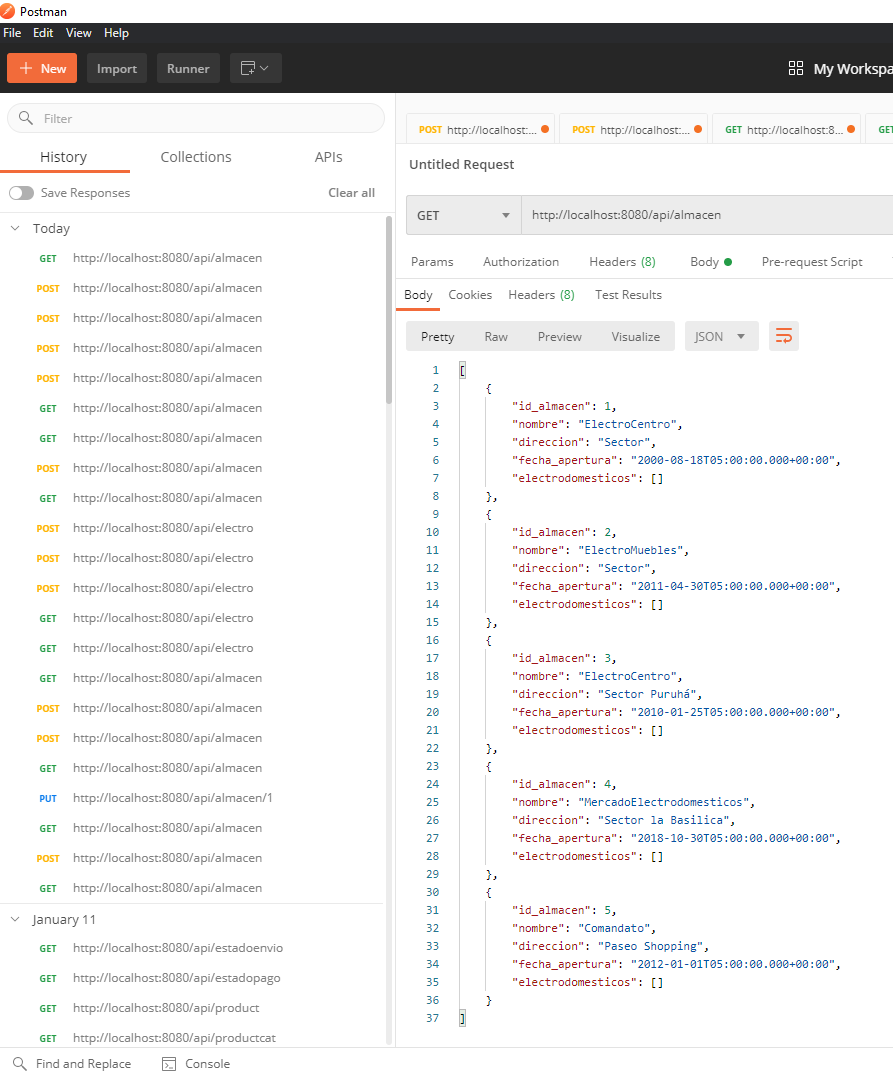 Postman
File Edit View Help
New Import Runner My Workspa
Filter
History Collections APIs
Save Responses Clear all
Today
GET http://localhost:8080/api/almacen
POST http://localhost:8080/api/almacen
POST http://localhost:8080/api/almacen
POST http://localhost:8080/api/almacen
POST http://localhost:8080/api/almacen
GET http://localhost:8080/api/almacen
GET http://localhost:8080/api/almacen
POST http://localhost:8080/api/almacen
GET http://localhost:8080/api/almacen
POST http://localhost:8080/api/electro
POST http://localhost:8080/api/electro
POST http://localhost:8080/api/electro
GET http://localhost:8080/api/electro
GET http://localhost:8080/api/electro
GET http://localhost:8080/api/almacen
POST http://localhost:8080/api/almacen
POST http://localhost:8080/api/almacen
GET http://localhost:8080/api/almacen
PUT http://localhost:8080/api/almacen/1
GET http://localhost:8080/api/almacen
POST http://localhost:8080/api/almacen
GET http://localhost:8080/api/almacen
January 11
GET http://localhost:8080/api/estadoenvio
GET http://localhost:8080/api/estadopago
GET http://localhost:8080/api/product
GET http://localhost:8080/api/productcat
POST http://localhost:... POST http://localhost:... GET http://localhost:8... GET
Untitled Request
GET http://localhost:8080/api/almacen
Params Authorization Headers (8) Body Pre-request Script
Body Cookies Headers (8) Test Results
Pretty Raw Preview Visualize JSON
1 [
2 {
3 "id_almacen": 1,
4 "nombre": "ElectroCentro",
5 "direccion": "Sector",
6 "fecha_apertura": "2000-08-18T05:00:00.000+00:00",
7 "electrodomesticos": []
8 },
9 {
10 "id_almacen": 2,
11 "nombre": "ElectroMuebles",
12 "direccion": "Sector",
13 "fecha_apertura": "2011-04-30T05:00:00.000+00:00",
14 "electrodomesticos": []
15 },
16 {
17 "id_almacen": 3,
18 "nombre": "ElectroCentro",
19 "direccion": "Sector Puruhá",
20 "fecha_apertura": "2010-01-25T05:00:00.000+00:00",
21 "electrodomesticos": []
22 },
23 {
24 "id_almacen": 4,
25 "nombre": "MercadoElectrodomesticos",
26 "direccion": "Sector la Basilica",
27 "fecha_apertura": "2018-10-30T05:00:00.000+00:00",
28 "electrodomesticos": []
29 },
30 {
31 "id_almacen": 5,
32 "nombre": "Comandato",
33 "direccion": "Paseo Shopping",
34 "fecha_apertura": "2012-01-01T05:00:00.000+00:00",
35 "electrodomesticos": []
36 }
37 ]
Find and Replace Console